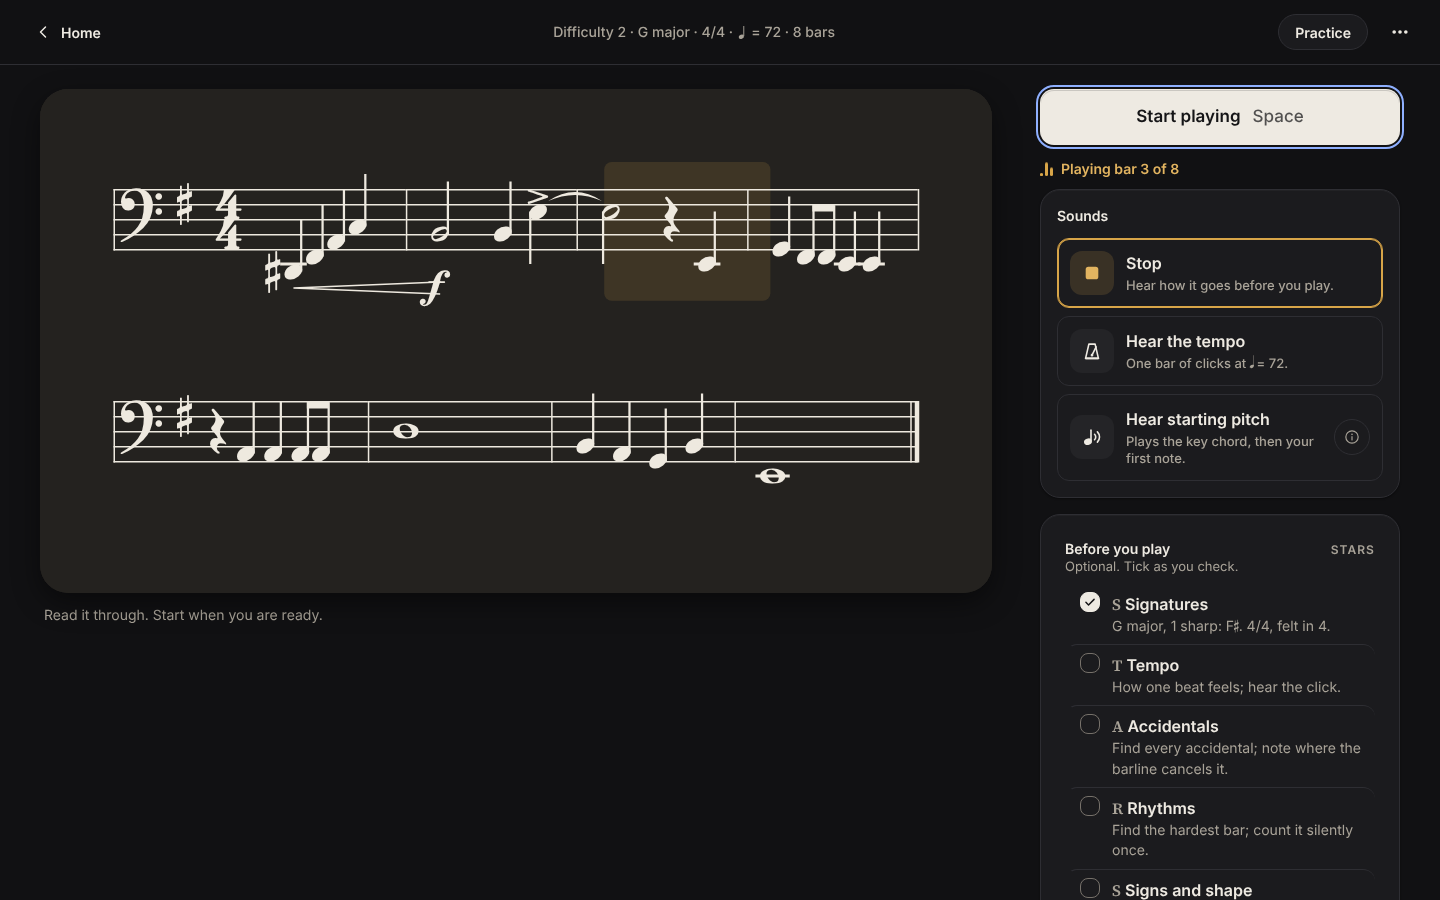 Home
Difficulty 2 · G major · 4/4 · ♩ = 72 · 8 bars
Practice
Start playing Space
Playing bar 3 of 8
Sounds
Stop
Hear how it goes before you play.
Hear the tempo
One bar of clicks at ♩ = 72.
Hear starting pitch
Plays the key chord, then your
first note.
4
4
f
Read it through. Start when you are ready.
Before you play STARS
Optional. Tick as you check.
S Signatures
G major, 1 sharp: F♯. 4/4, felt in 4.
T Tempo
How one beat feels; hear the click.
A Accidentals
Find every accidental; note where the
barline cancels it.
R Rhythms
Find the hardest bar; count it silently
once.
S Signs and shape